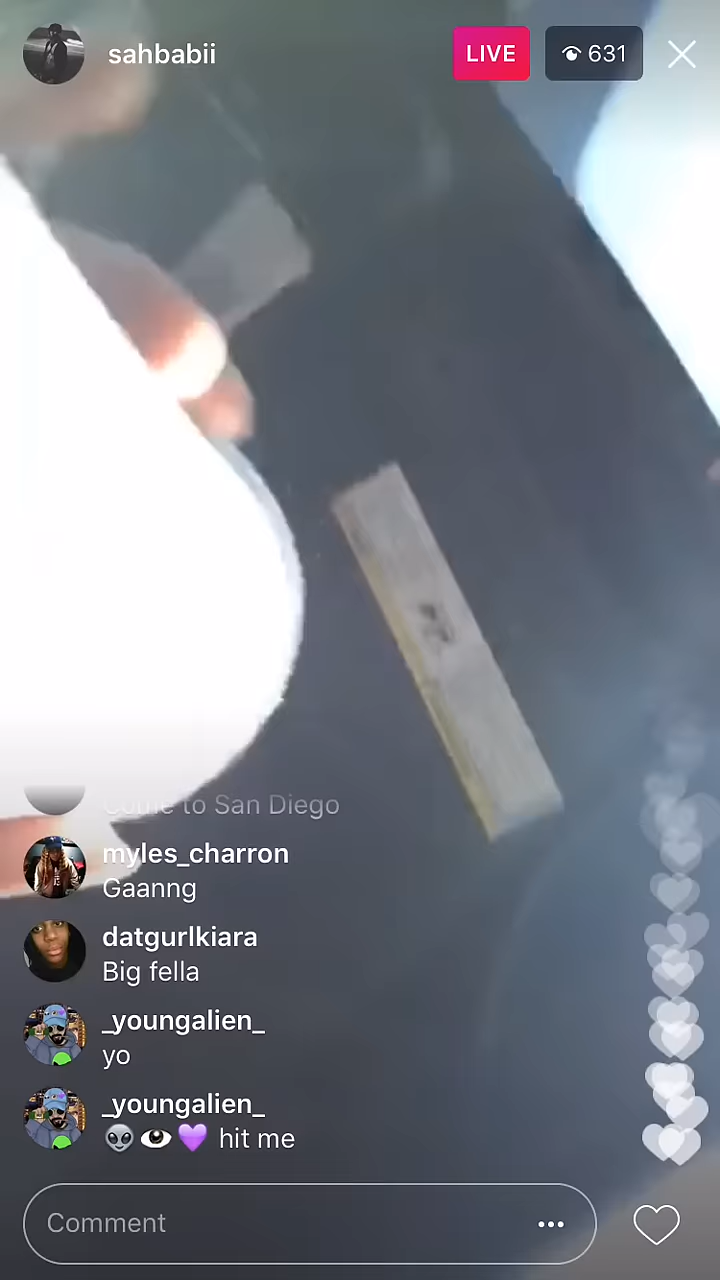 sahbabii
LIVE
631
Come to San Diego
myles_charron
Gaanng
datgurlkiara
Big fella
_youngalien_
yo
_youngalien_
👽👁💜 hit me
Comment